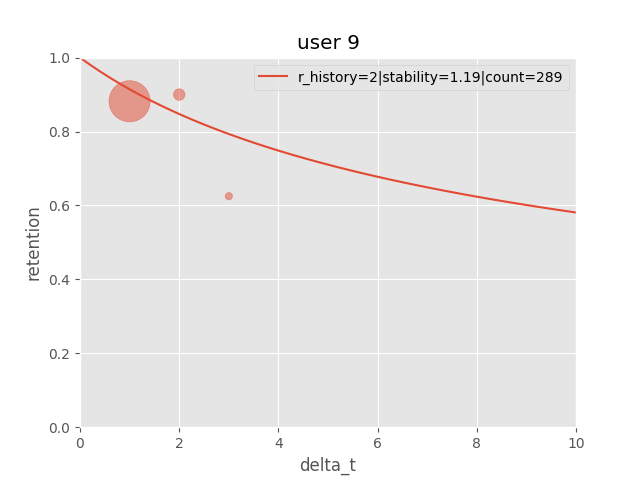 user 9
r_history=2|stability=1.19|count=289
retention
1.0
0.8
0.6
0.4
0.2
0.0
0 2 4 6 8 10
delta_t